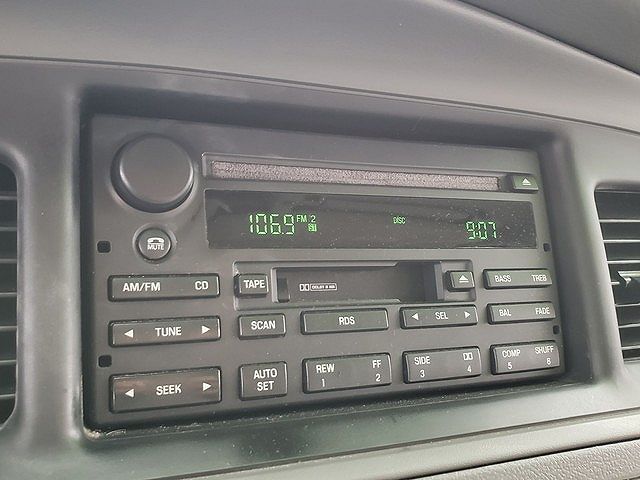 106.9 FM 2 ST DISC 9:07
MUTE
AM/FM CD TAPE DOLBY B NR BASS TREB
TUNE SCAN RDS SEL BAL FADE
SEEK AUTO SET REW 1 FF 2 SIDE 3 4 COMP 5 SHUFF 6